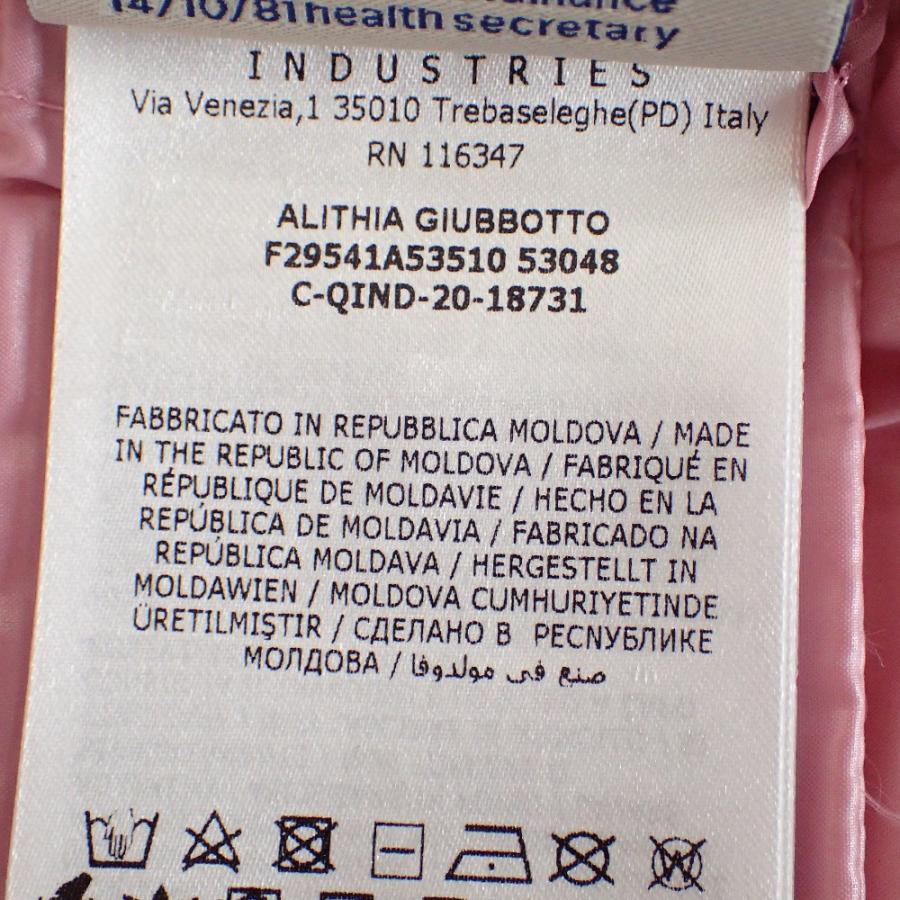 14/10/81 health secretary
INDUSTRIES
Via Venezia,1 35010 Trebaseleghe(PD) Italy
RN 116347
ALITHIA GIUBBOTTO
F29541A53510 53048
C-QIND-20-18731
FABBRICATO IN REPUBBLICA MOLDOVA / MADE
IN THE REPUBLIC OF MOLDOVA / FABRIQUÉ EN
RÉPUBLIQUE DE MOLDAVIE / HECHO EN LA
REPÚBLICA DE MOLDAVIA / FABRICADO NA
REPÚBLICA MOLDAVA / HERGESTELLT IN
MOLDAWIEN / MOLDOVA CUMHURIYETINDE
ÜRETILMIŞTIR / СДЕЛАНО В РЕСПУБЛИКЕ
МОЛДОВА / صنع في مولدوفا